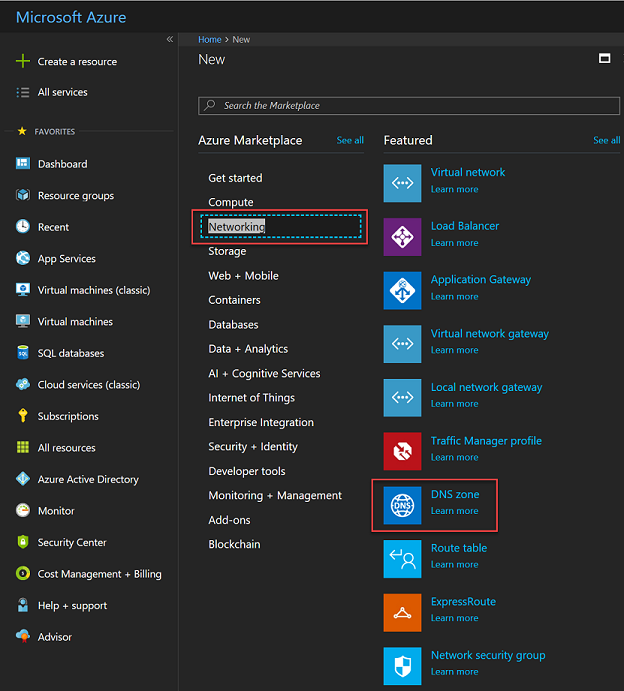 Microsoft Azure
«
Create a resource
All services
FAVORITES
Dashboard
Resource groups
Recent
App Services
Virtual machines (classic)
Virtual machines
SQL
SQL databases
Cloud services (classic)
Subscriptions
All resources
Azure Active Directory
Monitor
Security Center
Cost Management + Billing
Help + support
Advisor
Home > New
New
Search the Marketplace
Azure Marketplace See all
Get started
Compute
Networking
Storage
Web + Mobile
Containers
Databases
Data + Analytics
AI + Cognitive Services
Internet of Things
Enterprise Integration
Security + Identity
Developer tools
Monitoring + Management
Add-ons
Blockchain
Featured See all
Virtual network
Learn more
Load Balancer
Learn more
Application Gateway
Learn more
Virtual network gateway
Learn more
Local network gateway
Learn more
Traffic Manager profile
Learn more
DNS
DNS zone
Learn more
Route table
Learn more
ExpressRoute
Learn more
Network security group
Learn more